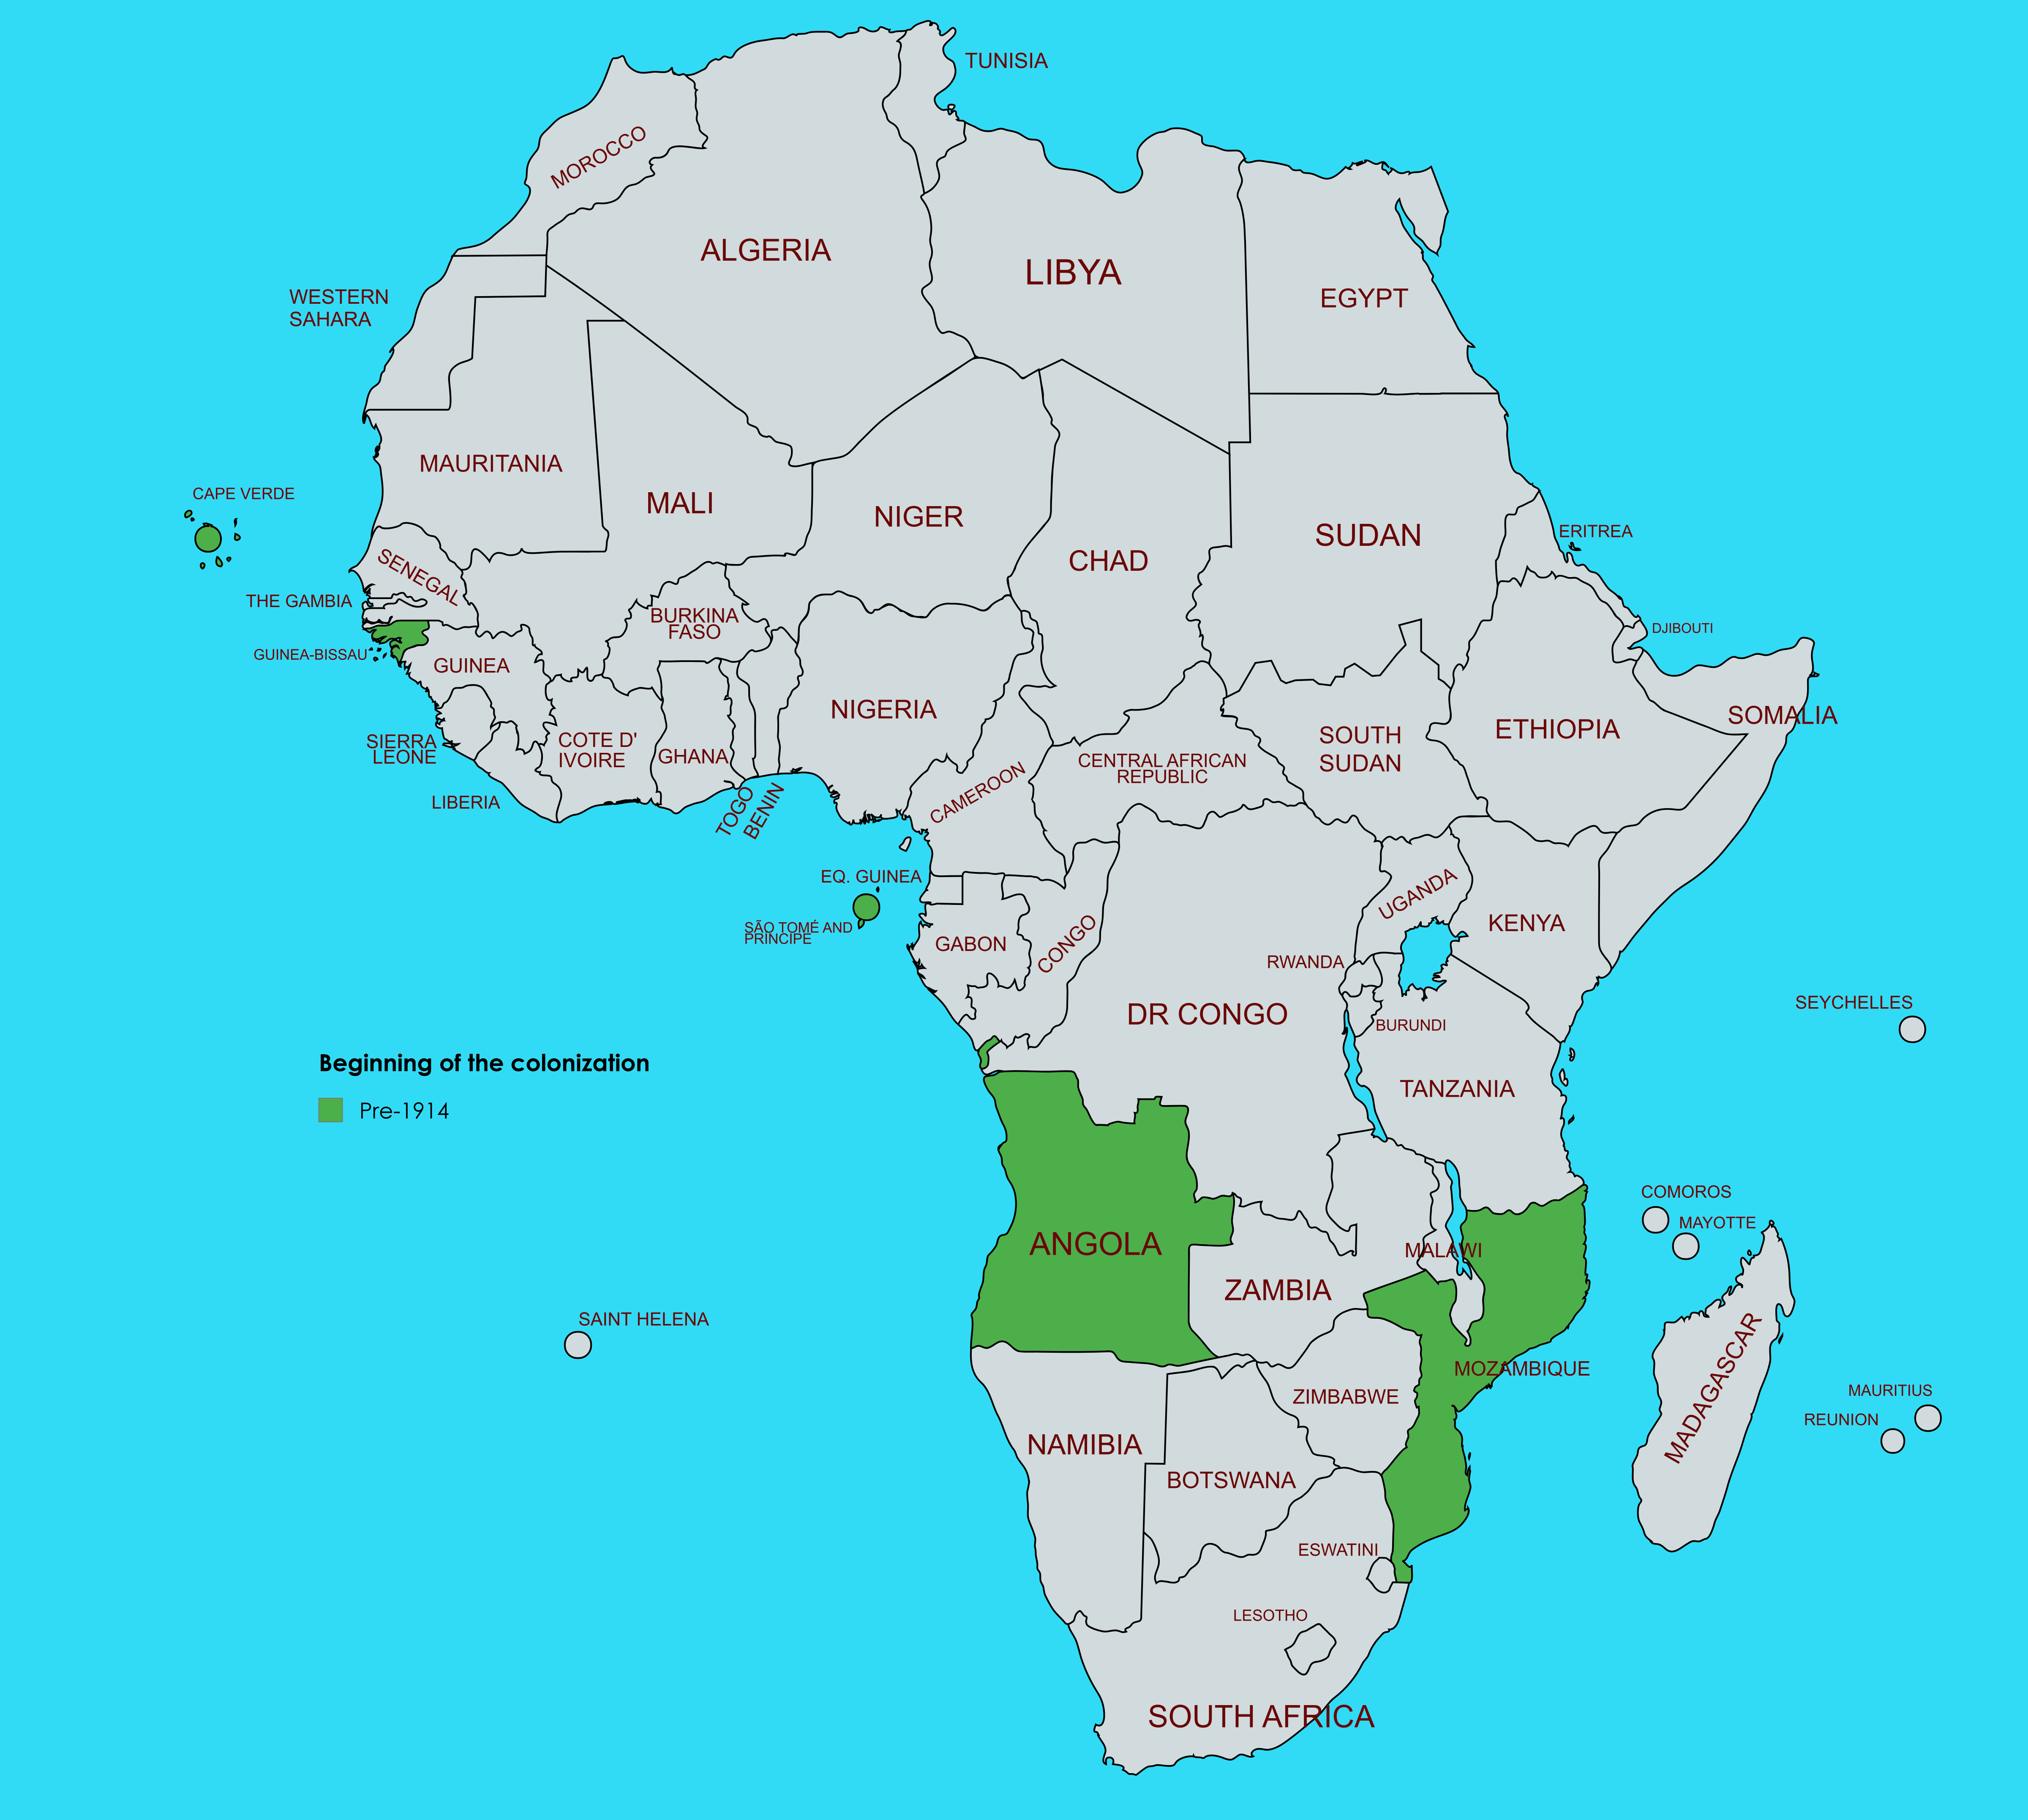 TUNISIA
MOROCCO
ALGERIA
LIBYA
EGYPT
WESTERN
SAHARA
MAURITANIA
MALI
NIGER
CHAD
SUDAN
ERITREA
CAPE VERDE
SENEGAL
THE GAMBIA
GUINEA-BISSAU
GUINEA
BURKINA
FASO
DJIBOUTI
SIERRA
LEONE
LIBERIA
COTE D'
IVOIRE
GHANA
TOGO
BENIN
NIGERIA
CAMEROON
CENTRAL AFRICAN
REPUBLIC
SOUTH
SUDAN
ETHIOPIA
SOMALIA
EQ. GUINEA
SÃO TOMÉ AND
PRÍNCIPE
GABON
CONGO
DR CONGO
UGANDA
KENYA
RWANDA
BURUNDI
TANZANIA
SEYCHELLES
Beginning of the colonization
Pre-1914
ANGOLA
ZAMBIA
MALAWI
COMOROS
MAYOTTE
SAINT HELENA
MOZAMBIQUE
ZIMBABWE
NAMIBIA
BOTSWANA
MADAGASCAR
MAURITIUS
REUNION
ESWATINI
LESOTHO
SOUTH AFRICA